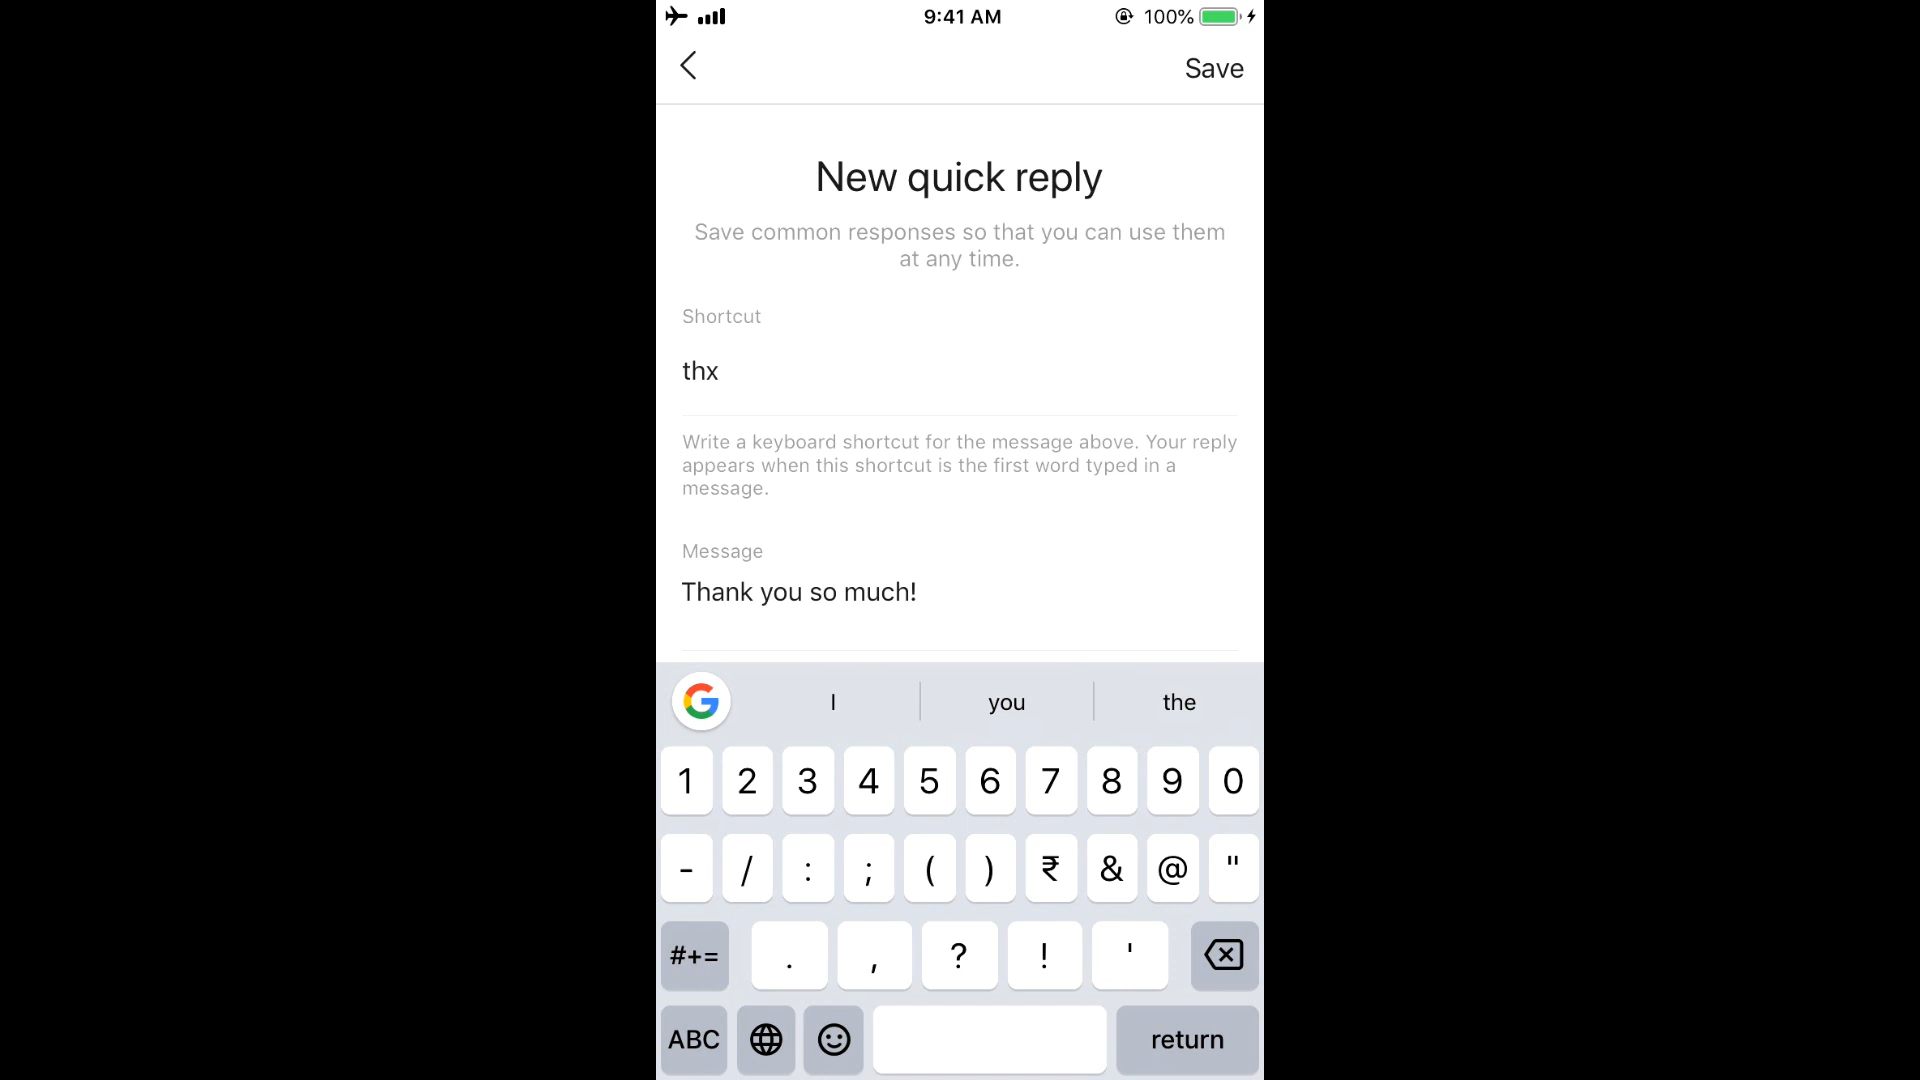 9:41 AM 100%
Save
New quick reply
Save common responses so that you can use them
at any time.
Shortcut
thx
Write a keyboard shortcut for the message above. Your reply
appears when this shortcut is the first word typed in a
message.
Message
Thank you so much!
I you the
1 2 3 4 5 6 7 8 9 0
- / : ; ( ) ₹ & @ "
#+= . , ? ! '
ABC return